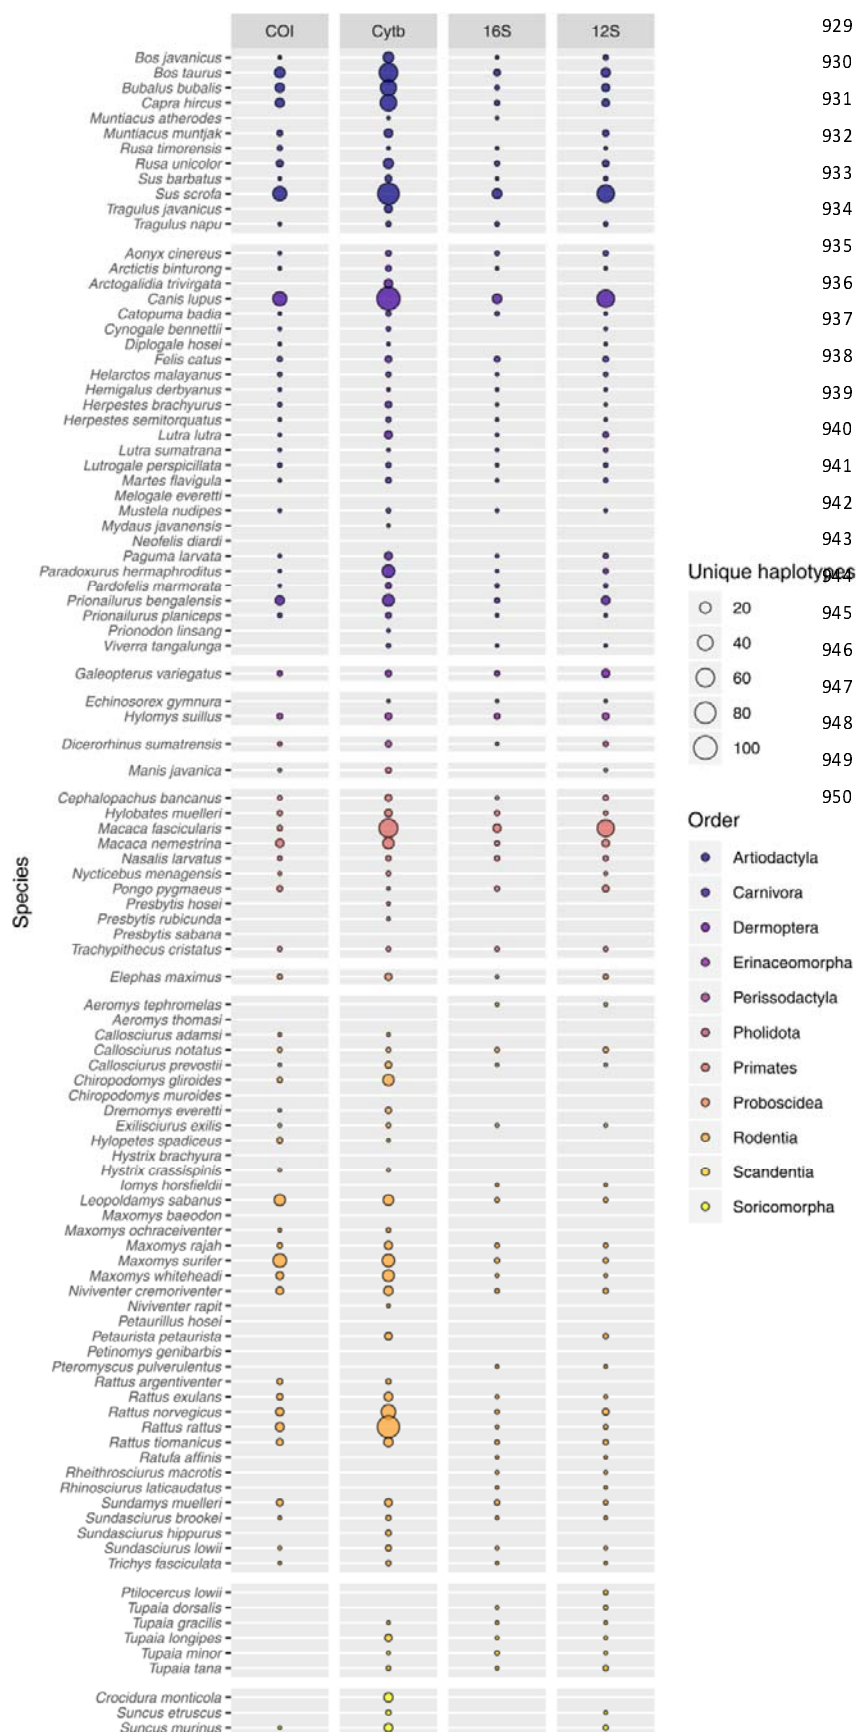 COI Cytb 16S 12S
Bos javanicus
Bos taurus
Bubalus bubalis
Capra hircus
Muntiacus atherodes
Muntiacus muntjak
Rusa timorensis
Rusa unicolor
Sus barbatus
Sus scrofa
Tragulus javanicus
Tragulus napu
Aonyx cinereus
Arctictis binturong
Arctogalidia trivirgata
Canis lupus
Catopuma badia
Cynogale bennettii
Diplogale hosei
Felis catus
Helarctos malayanus
Hemigalus derbyanus
Herpestes brachyurus
Herpestes semitorquatus
Lutra lutra
Lutra sumatrana
Lutrogale perspicillata
Martes flavigula
Melogale everetti
Mustela nudipes
Mydaus javanensis
Neofelis diardi
Paguma larvata
Paradoxurus hermaphroditus
Pardofelis marmorata
Prionailurus bengalensis
Prionailurus planiceps
Prionodon linsang
Viverra tangalunga
Galeopterus variegatus
Echinosorex gymnura
Hylomys suillus
Dicerorhinus sumatrensis
Manis javanica
Cephalopachus bancanus
Hylobates muelleri
Macaca fascicularis
Macaca nemestrina
Nasalis larvatus
Nycticebus menagensis
Pongo pygmaeus
Presbytis hosei
Presbytis rubicunda
Presbytis sabana
Trachypithecus cristatus
Elephas maximus
Aeromys tephromelas
Aeromys thomasi
Callosciurus adamsi
Callosciurus notatus
Callosciurus prevostii
Chiropodomys gliroides
Chiropodomys muroides
Dremomys everetti
Exilisciurus exilis
Hylopetes spadiceus
Hystrix brachyura
Hystrix crassispinis
Iomys horsfieldii
Leopoldamys sabanus
Maxomys baeodon
Maxomys ochraceiventer
Maxomys rajah
Maxomys surifer
Maxomys whiteheadi
Niviventer cremoriventer
Niviventer rapit
Petaurillus hosei
Petaurista petaurista
Petinomys genibarbis
Pteromyscus pulverulentus
Rattus argentiventer
Rattus exulans
Rattus norvegicus
Rattus rattus
Rattus tiomanicus
Ratufa affinis
Rheithrosciurus macrotis
Rhinosciurus laticaudatus
Sundamys muelleri
Sundasciurus brookei
Sundasciurus hippurus
Sundasciurus lowii
Trichys fasciculata
Ptilocercus lowii
Tupaia dorsalis
Tupaia gracilis
Tupaia longipes
Tupaia minor
Tupaia tana
Crocidura monticola
Suncus etruscus
Suncus murinus
Species
Unique haplotypes
20
40
60
80
100
Order
Artiodactyla
Carnivora
Dermoptera
Erinaceomorpha
Perissodactyla
Pholidota
Primates
Proboscidea
Rodentia
Scandentia
Soricomorpha
929
930
931
932
933
934
935
936
937
938
939
940
941
942
943
944
945
946
947
948
949
950